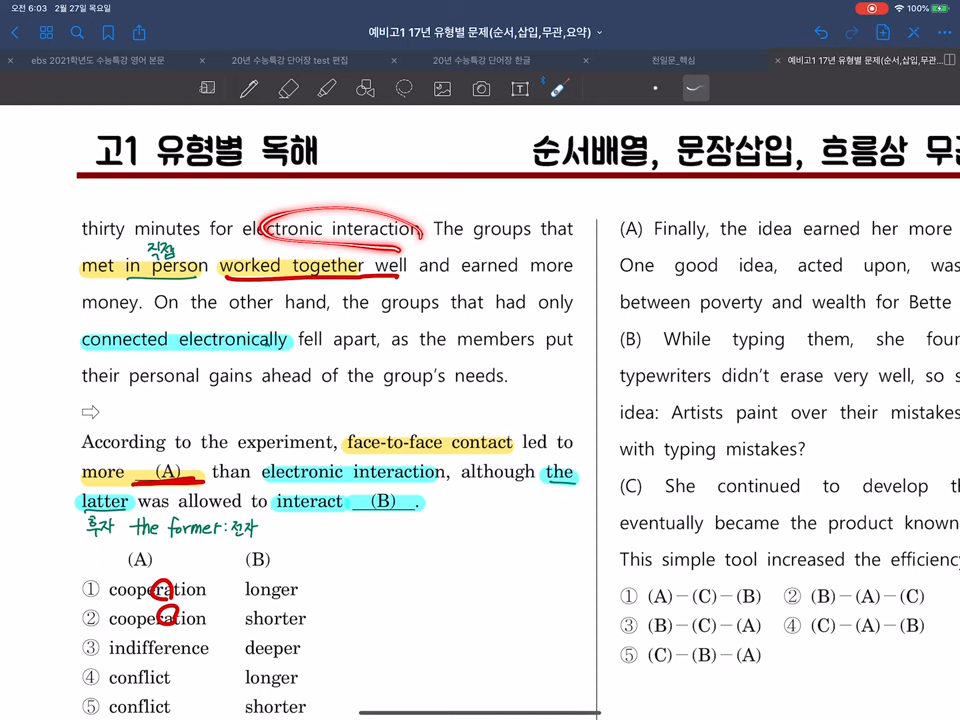 오전 6:03 2월 27일 목요일
100%
예비고1 17년 유형별 문제(순서,삽입,무관,요약)
ebs 2021학년도 수능특강 영어 본문
20년 수능특강 단어장 test 편집
20년 수능특강 단어장 한글
천일문_핵심
예비고1 17년 유형별 문제(순서,삽입,무관...
고1 유형별 독해
순서배열, 문장삽입, 흐름상 무관
thirty minutes for electronic interaction. The groups that
직접
met in person worked together well and earned more
money. On the other hand, the groups that had only
connected electronically fell apart, as the members put
their personal gains ahead of the group's needs.
⇨
According to the experiment, face-to-face contact led to
more (A) than electronic interaction, although the
latter was allowed to interact (B) .
후자 the former: 전자
(A) (B)
① cooperation longer
② cooperation shorter
③ indifference deeper
④ conflict longer
⑤ conflict shorter
(A) Finally, the idea earned her more
One good idea, acted upon, was
between poverty and wealth for Bette
(B) While typing them, she four
typewriters didn't erase very well, so s
idea: Artists paint over their mistakes
with typing mistakes?
(C) She continued to develop th
eventually became the product known
This simple tool increased the efficiency
① (A)－(C)－(B) ② (B)－(A)－(C)
③ (B)－(C)－(A) ④ (C)－(A)－(B)
⑤ (C)－(B)－(A)